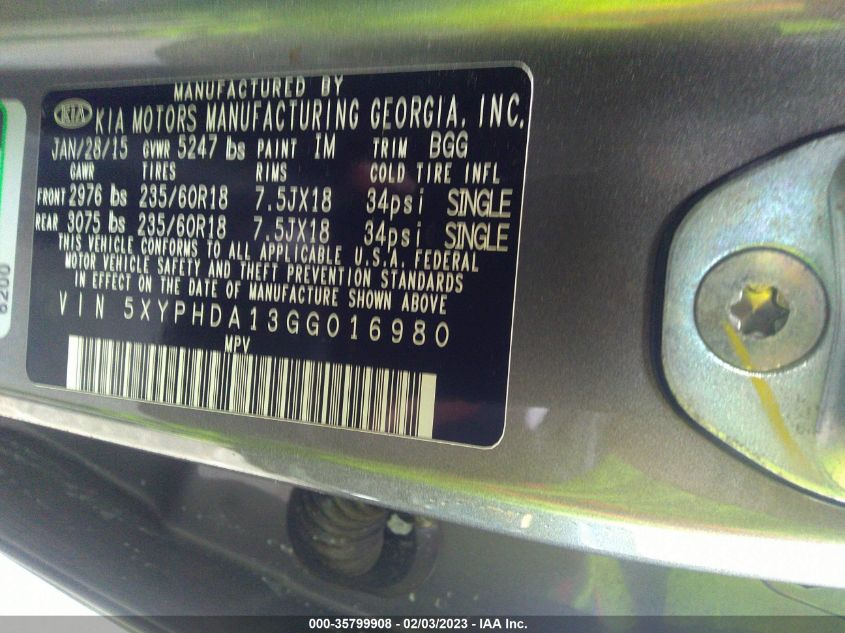 MANUFACTURED BY
KIA KIA MOTORS MANUFACTURING GEORGIA, INC.
JAN/28/15 GVWR 5247 lbs PAINT IM TRIM BGG
GAWR TIRES RIMS COLD TIRE INFL
FRONT 2976 lbs 235/60R18 7.5JX18 34psi SINGLE
REAR 3075 lbs 235/60R18 7.5JX18 34psi SINGLE
THIS VEHICLE CONFORMS TO ALL APPLICABLE U.S.A. FEDERAL
MOTOR VEHICLE SAFETY AND THEFT PREVENTION STANDARDS
IN EFFECT ON THE DATE OF MANUFACTURE SHOWN ABOVE
VIN 5XYPHDA13GG016980
MPV
000-35799908 - 02/03/2023 - IAA Inc.